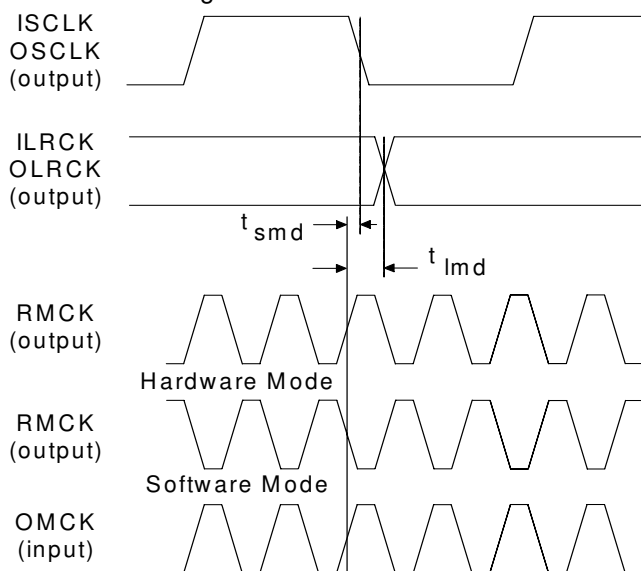 ISCLK
OSCLK
(output)
ILRCK
OLRCK
(output)
t smd
t lmd
RMCK
(output)
Hardware Mode
RMCK
(output)
Software Mode
OMCK
(input)